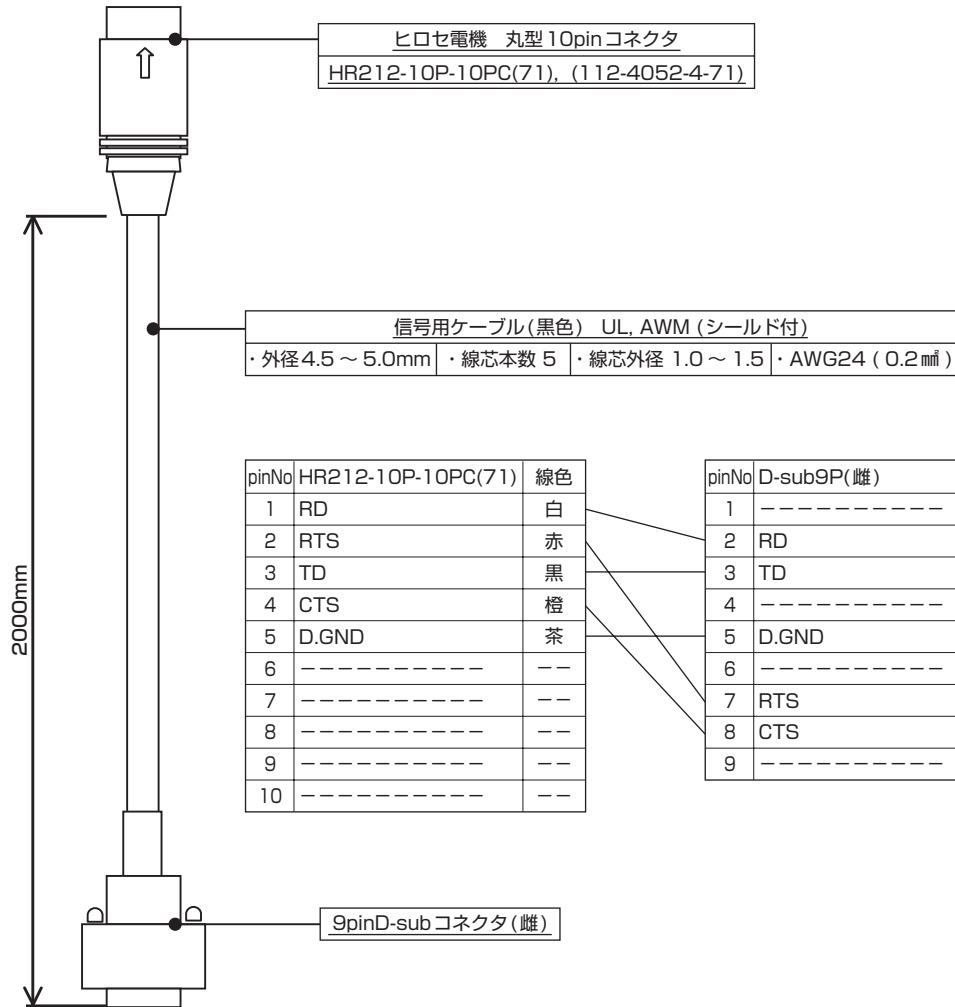 ヒロセ電機　丸型10pinコネクタ
HR212-10P-10PC(71), (112-4052-4-71)
信号用ケーブル(黒色)　UL, AWM (シールド付)
・外径4.5 ～ 5.0mm ・線芯本数 5 ・線芯外径 1.0 ～ 1.5 ・AWG24 ( 0.2㎟ )
2000mm
pinNo HR212-10P-10PC(71) 線色
1 RD 白
2 RTS 赤
3 TD 黒
4 CTS 橙
5 D.GND 茶
6 −−−−−−−−−− −−
7 −−−−−−−−−− −−
8 −−−−−−−−−− −−
9 −−−−−−−−−− −−
10 −−−−−−−−−− −−
pinNo D-sub9P(雌)
1 −−−−−−−−−−
2 RD
3 TD
4 −−−−−−−−−−
5 D.GND
6 −−−−−−−−−−
7 RTS
8 CTS
9 −−−−−−−−−−
9pinD-subコネクタ(雌)